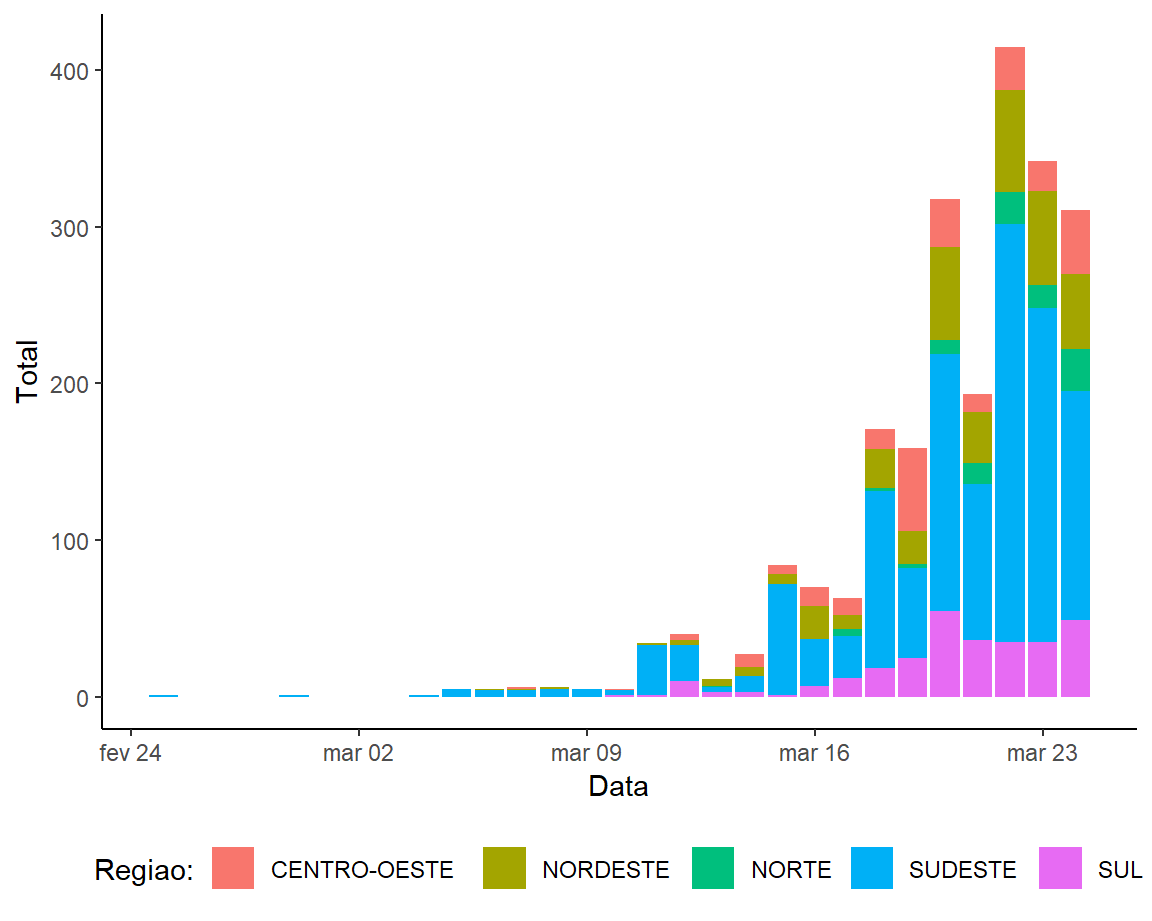 400
300
200
100
0
Total
fev 24 mar 02 mar 09 mar 16 mar 23
Data
Regiao: CENTRO-OESTE NORDESTE NORTE SUDESTE SUL